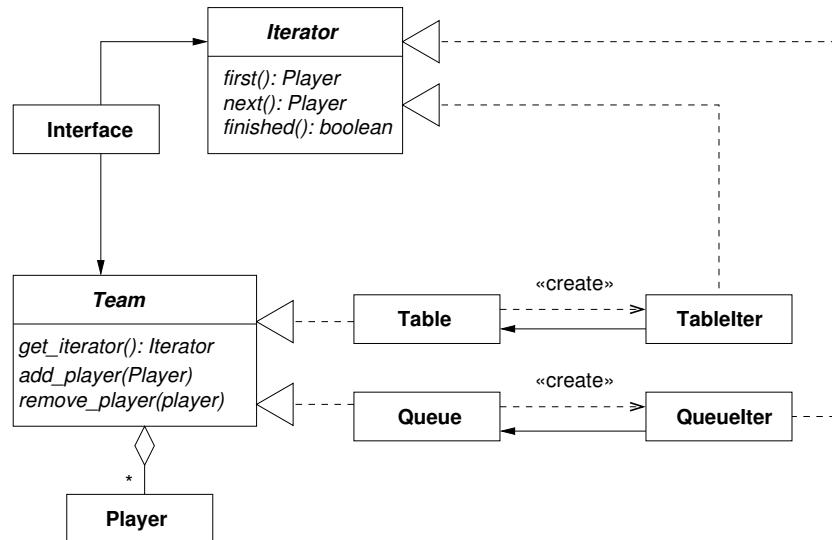 Iterator
first(): Player
next(): Player
finished(): boolean
Interface
Team
get_iterator(): Iterator
add_player(Player)
remove_player(player)
«create»
Table
TableIter
«create»
Queue
QueueIter
*
Player